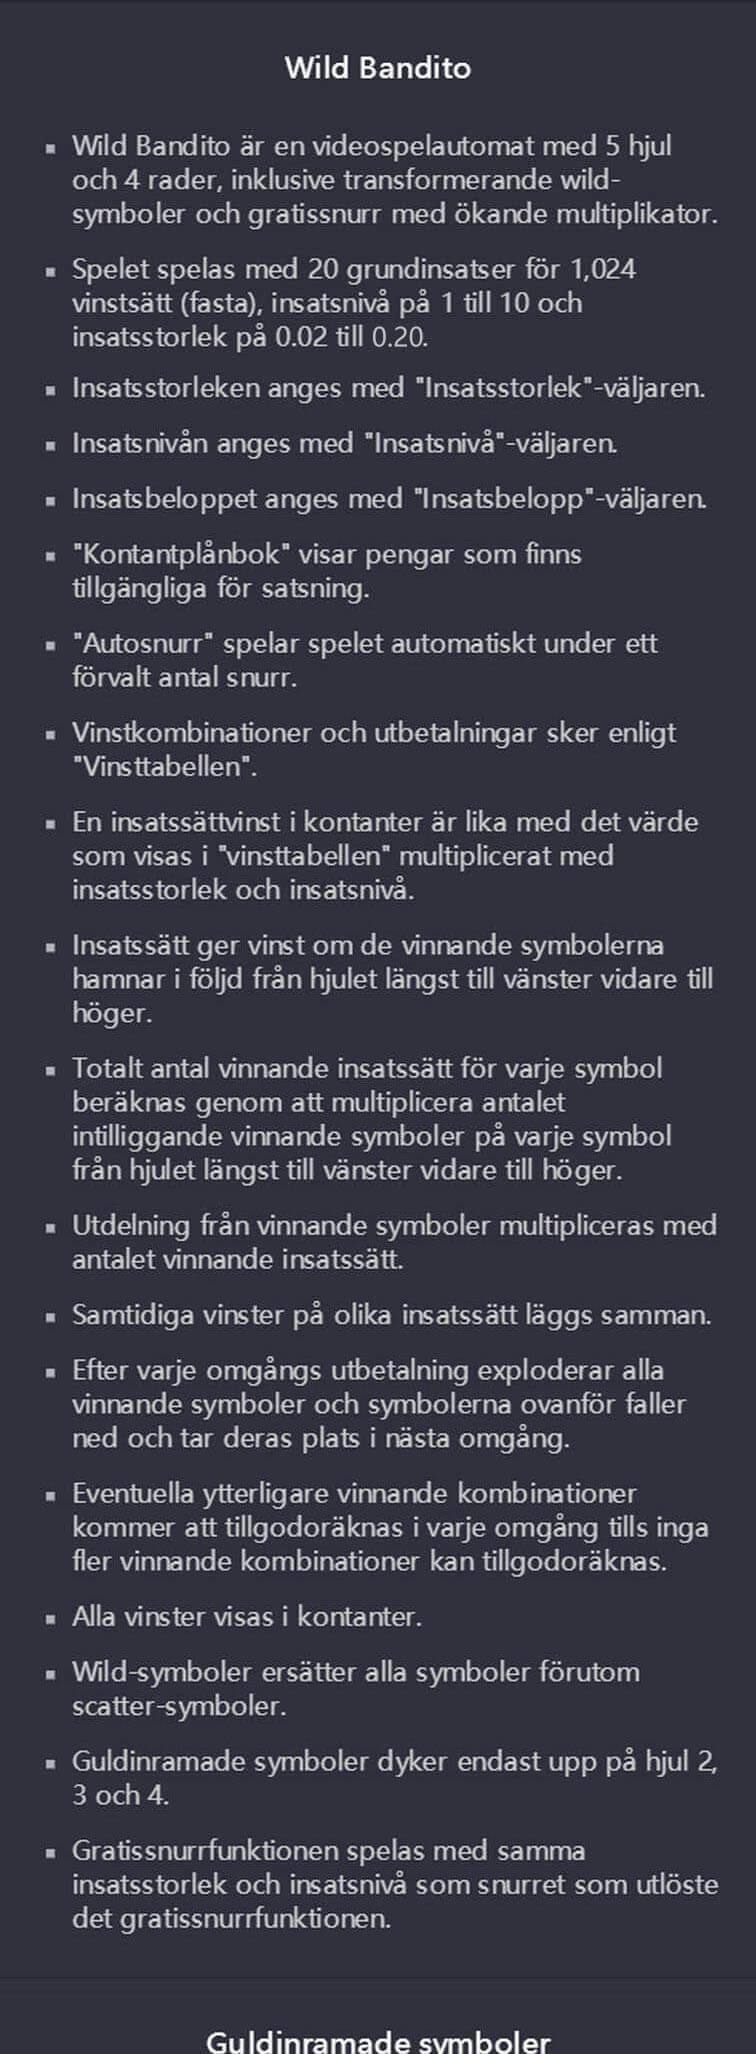 Wild Bandito
▪ Wild Bandito är en videospelautomat med 5 hjul
och 4 rader, inklusive transformerande wild-
symboler och gratissnurr med ökande multiplikator.
▪ Spelet spelas med 20 grundinsatser för 1,024
vinstsätt (fasta), insatsnivå på 1 till 10 och
insatsstorlek på 0.02 till 0.20.
▪ Insatsstorleken anges med "Insatsstorlek"-väljaren.
▪ Insatsnivån anges med "Insatsnivå"-väljaren.
▪ Insatsbeloppet anges med "Insatsbelopp"-väljaren.
▪ "Kontantplånbok" visar pengar som finns
tillgängliga för satsning.
▪ "Autosnurr" spelar spelet automatiskt under ett
förvalt antal snurr.
▪ Vinstkombinationer och utbetalningar sker enligt
"Vinsttabellen".
▪ En insatssättvinst i kontanter är lika med det värde
som visas i "vinsttabellen" multiplicerat med
insatsstorlek och insatsnivå.
▪ Insatssätt ger vinst om de vinnande symbolerna
hamnar i följd från hjulet längst till vänster vidare till
höger.
▪ Totalt antal vinnande insatssätt för varje symbol
beräknas genom att multiplicera antalet
intilliggande vinnande symboler på varje symbol
från hjulet längst till vänster vidare till höger.
▪ Utdelning från vinnande symboler multipliceras med
antalet vinnande insatssätt.
▪ Samtidiga vinster på olika insatssätt läggs samman.
▪ Efter varje omgångs utbetalning exploderar alla
vinnande symboler och symbolerna ovanför faller
ned och tar deras plats i nästa omgång.
▪ Eventuella ytterligare vinnande kombinationer
kommer att tillgodoräknas i varje omgång tills inga
fler vinnande kombinationer kan tillgodoräknas.
▪ Alla vinster visas i kontanter.
▪ Wild-symboler ersätter alla symboler förutom
scatter-symboler.
▪ Guldinramade symboler dyker endast upp på hjul 2,
3 och 4.
▪ Gratissnurrfunktionen spelas med samma
insatsstorlek och insatsnivå som snurret som utlöste
det gratissnurrfunktionen.
Guldinramade symboler